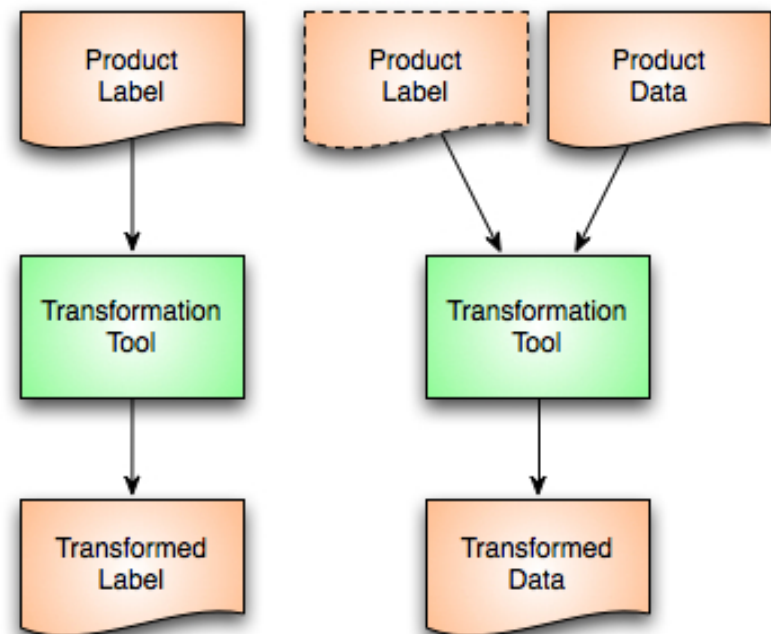 Product
Label
Product
Label
Product
Data
Transformation
Tool
Transformation
Tool
Transformed
Label
Transformed
Data